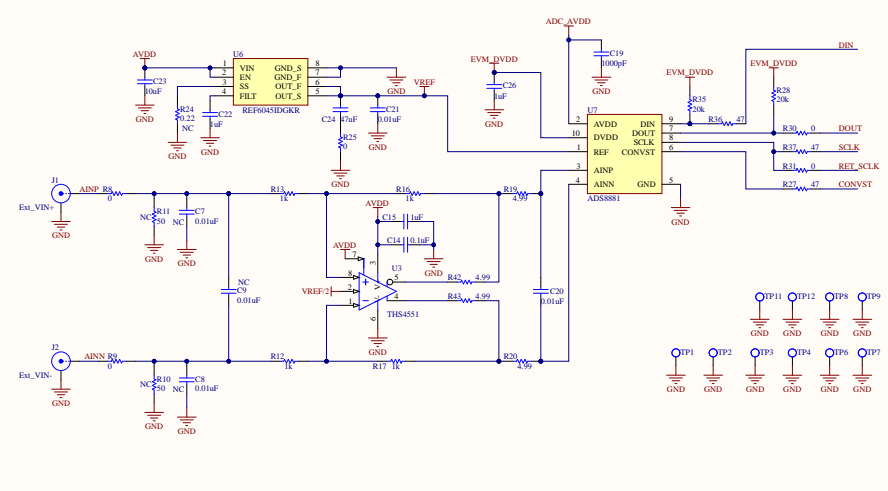 ADC_AVDD
DIN
AVDD
U6
EVM_DVDD
C19
1000pF
EVM_DVDD
EVM_DVDD
1 VIN GND_S 8
2 EN GND_F 7
3 SS OUT_F 6
4 FILT OUT_S 5
REF6045IDGKR
C23
10uF
GND
R24
0.22
NC
GND
C22
1uF
GND
GND
VREF
C24 47uF
C21
0.01uF
GND
R25
0
GND
C26
1uF
GND
GND
R35
20k
R28
20k
R36 47
U7
2 AVDD DIN 9
10 DVDD DOUT 7
SCLK 8
1 REF CONVST 6
3 AINP
4 AINN GND 5
ADS8881
GND
R30 0 DOUT
R37 47 SCLK
R31 0 RET_SCLK
R27 47 CONVST
J1
Ext_VIN+
GND
AINP R8
0
NC R11
50
GND
C7
NC 0.01uF
GND
R13
1k
R16
1k
R19
4.99
AVDD
C15 1uF
C14 0.1uF
GND
AVDD
7
3
U3
8
VREF/2 2
1
5
4
6
THS4551
GND
R42 4.99
R43 4.99
NC
C9
0.01uF
C20
0.01uF
J2
Ext_VIN-
GND
AINN R9
0
NC R10
50
GND
C8
NC 0.01uF
GND
R12
1k
R17 1k
R20
4.99
TP11 TP12 TP8 TP9
GND GND GND GND
TP1 TP2 TP3 TP4 TP6 TP7
GND GND GND GND GND GND